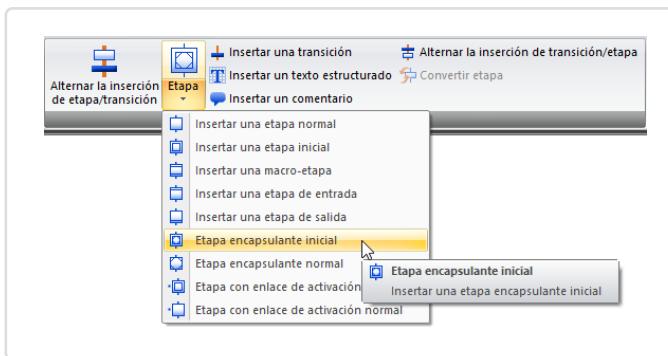 Alternar la inserción
de etapa/transición
Etapa
Insertar una transición
Insertar un texto estructurado
Insertar un comentario
Alternar la inserción de transición/etapa
Convertir etapa
Insertar una etapa normal
Insertar una etapa inicial
Insertar una macro-etapa
Insertar una etapa de entrada
Insertar una etapa de salida
Etapa encapsulante inicial
Etapa encapsulante normal
Etapa con enlace de activación
Etapa con enlace de activación normal
Etapa encapsulante inicial
Insertar una etapa encapsulante inicial